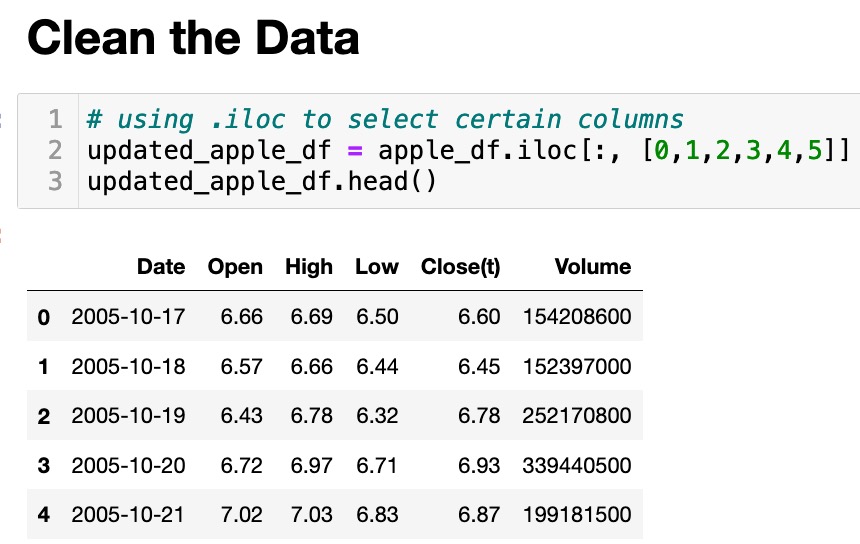 Clean the Data
1 # using .iloc to select certain columns
2 updated_apple_df = apple_df.iloc[:, [0,1,2,3,4,5]]
3 updated_apple_df.head()
Date Open High Low Close(t) Volume
0 2005-10-17 6.66 6.69 6.50 6.60 154208600
1 2005-10-18 6.57 6.66 6.44 6.45 152397000
2 2005-10-19 6.43 6.78 6.32 6.78 252170800
3 2005-10-20 6.72 6.97 6.71 6.93 339440500
4 2005-10-21 7.02 7.03 6.83 6.87 199181500